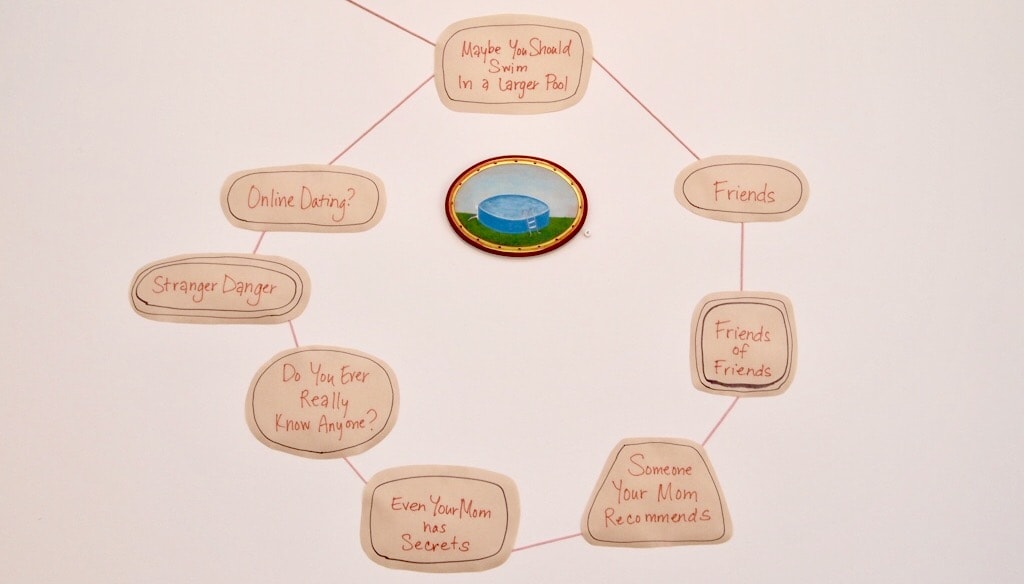 Maybe You Should
Swim
In a Larger Pool
Online Dating?
Friends
Stranger Danger
Friends
of
Friends
Do You Ever
Really
Know Anyone?
Someone
Your Mom
Recommends
Even Your Mom
has
Secrets